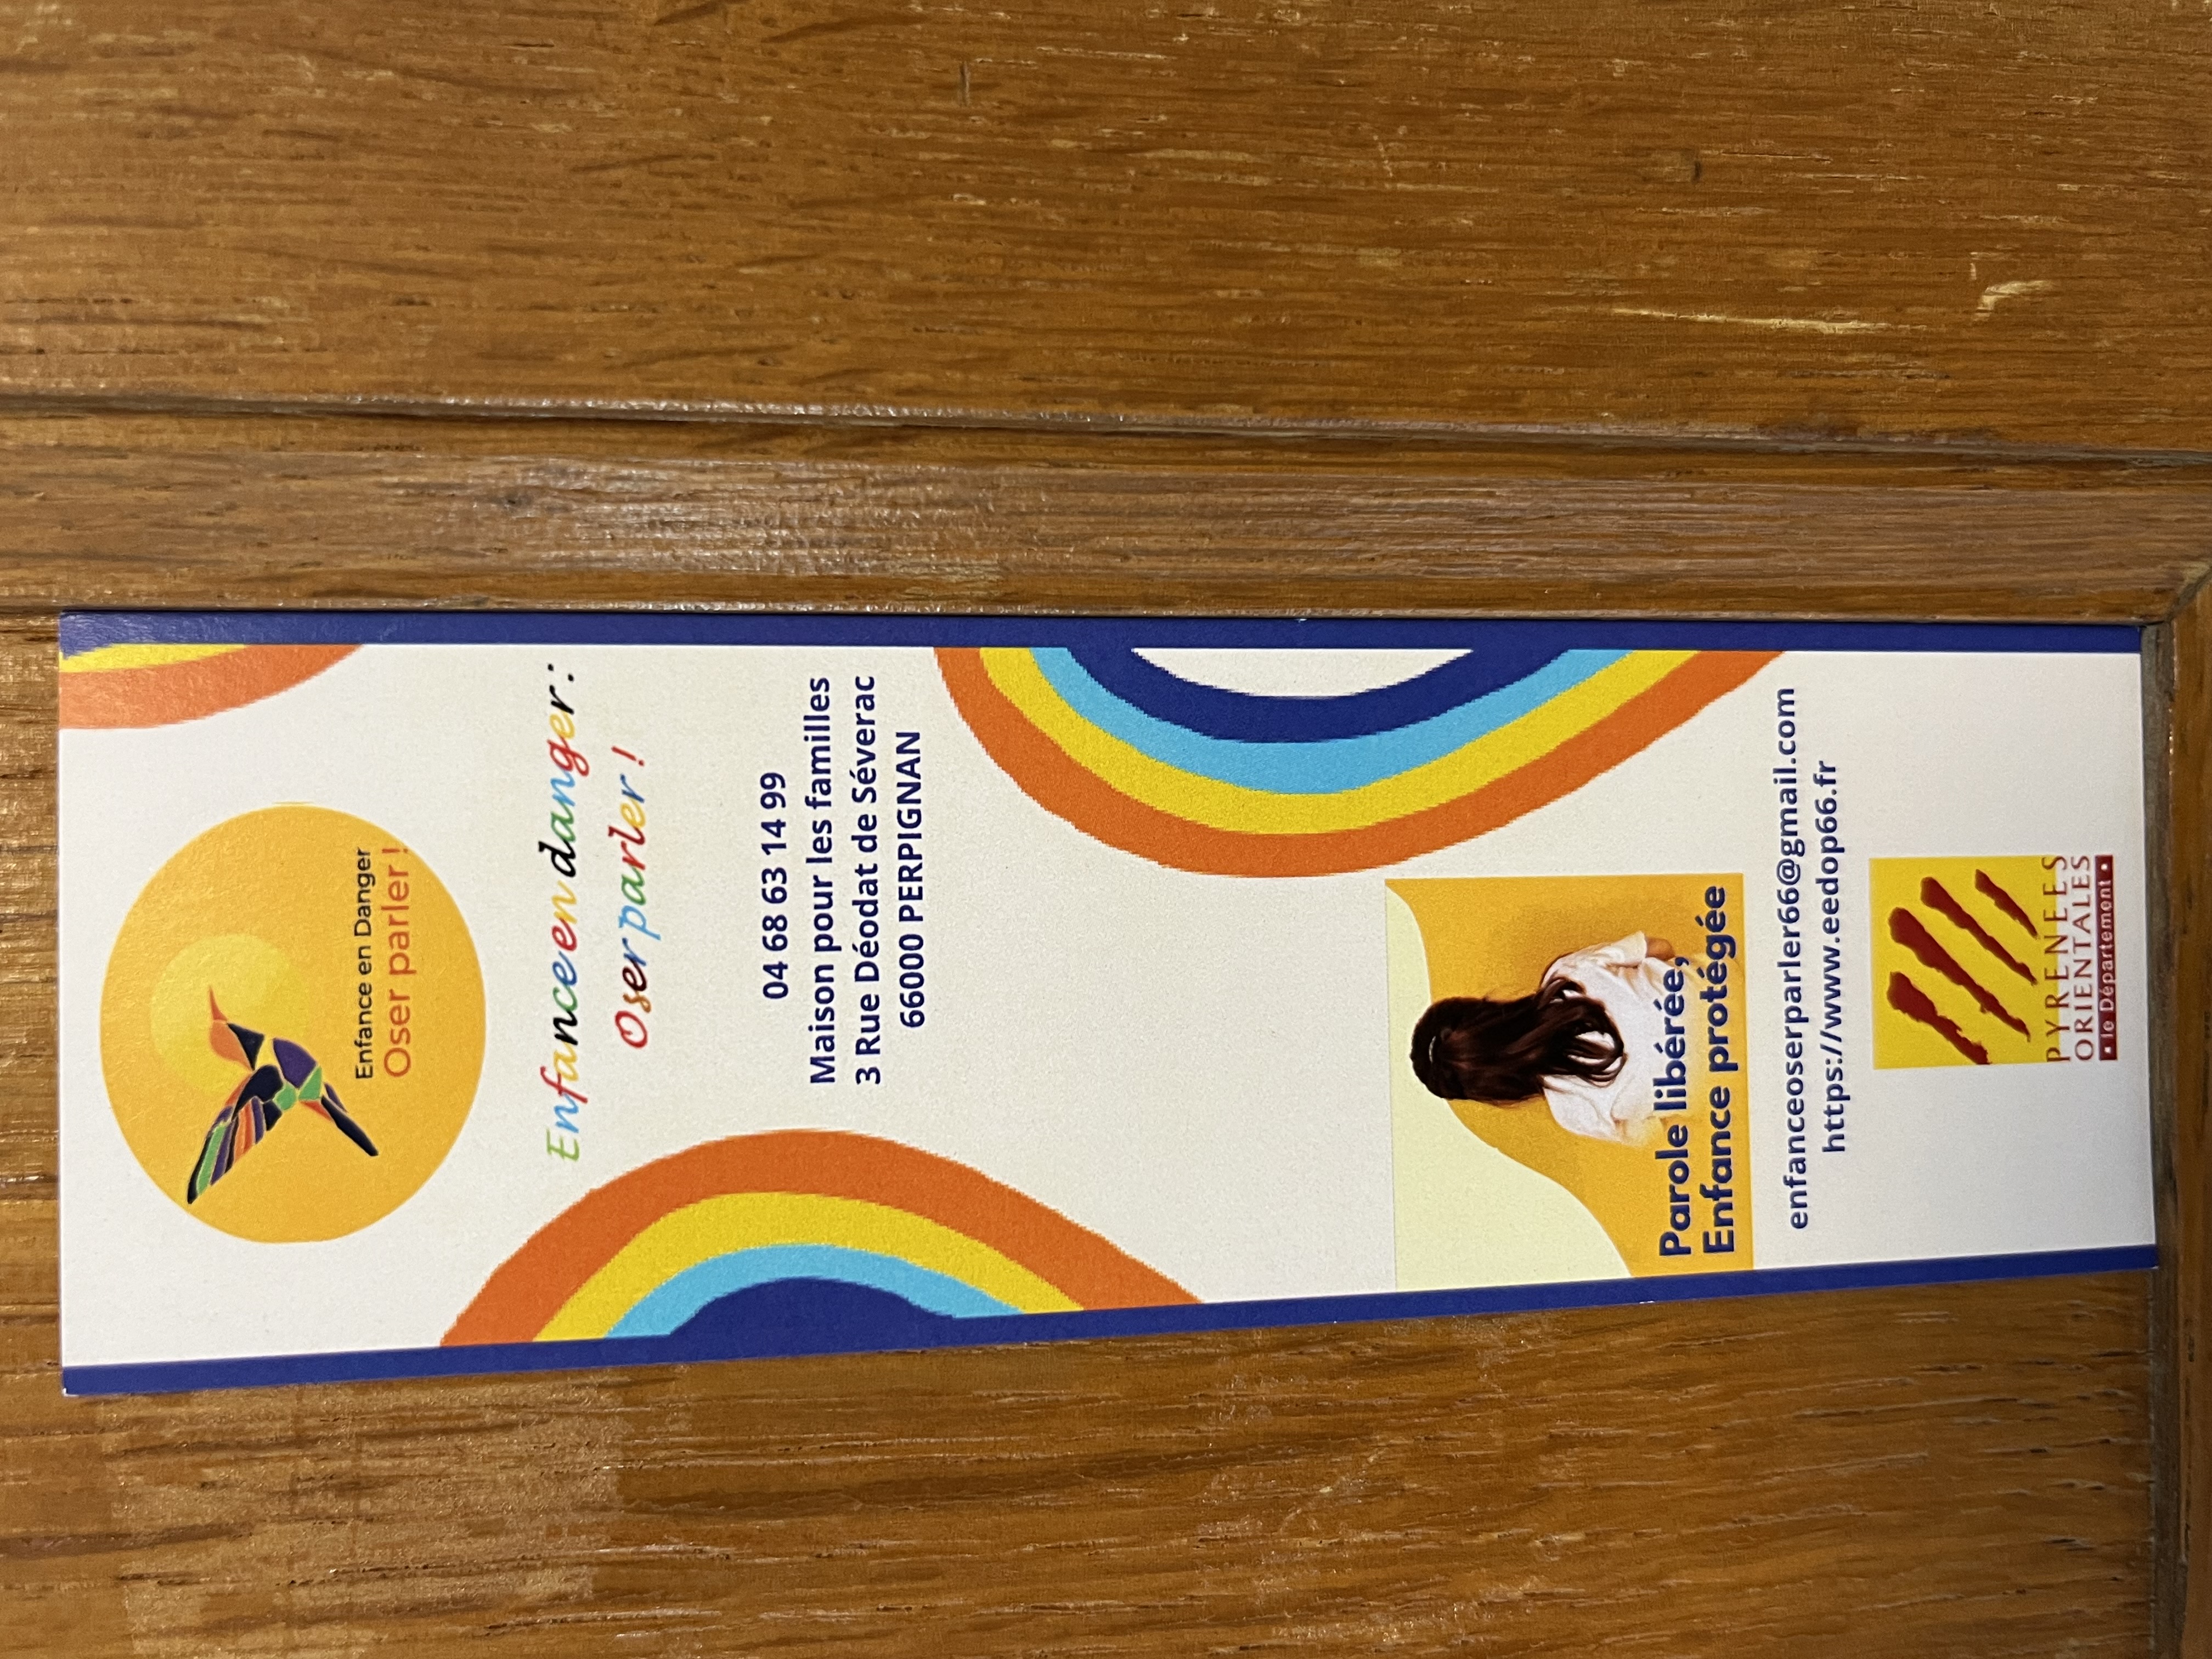 Enfance en Danger
Oser parler !
Enfance en danger :
Oser parler !
04 68 63 14 99
Maison pour les familles
3 Rue Déodat de Séverac
66000 PERPIGNAN
Parole libérée,
Enfance protégée
enfanceoserparler66@gmail.com
https://www.eedop66.fr
PYRENEES
ORIENTALES
• le Département •